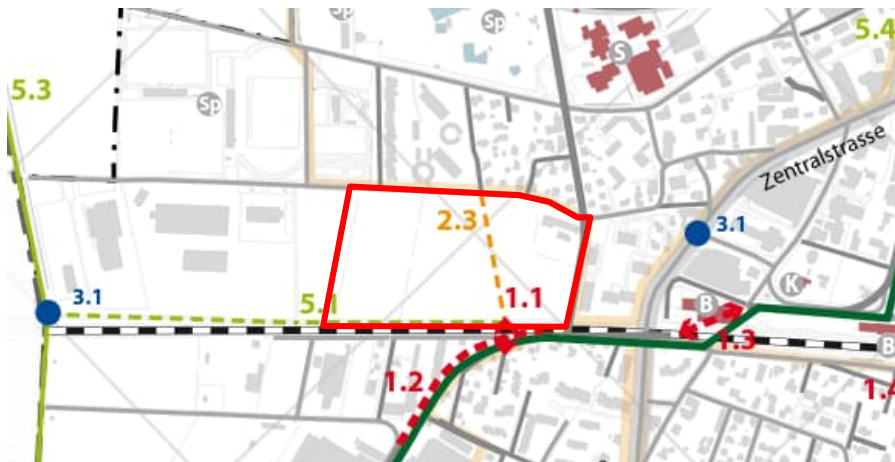 Sp
Sp
5.4
S
5.3
Sp
Zentralstrasse
2.3
3.1
3.1
5.1
1.1
K
B
1.3
B
1.2
1.4